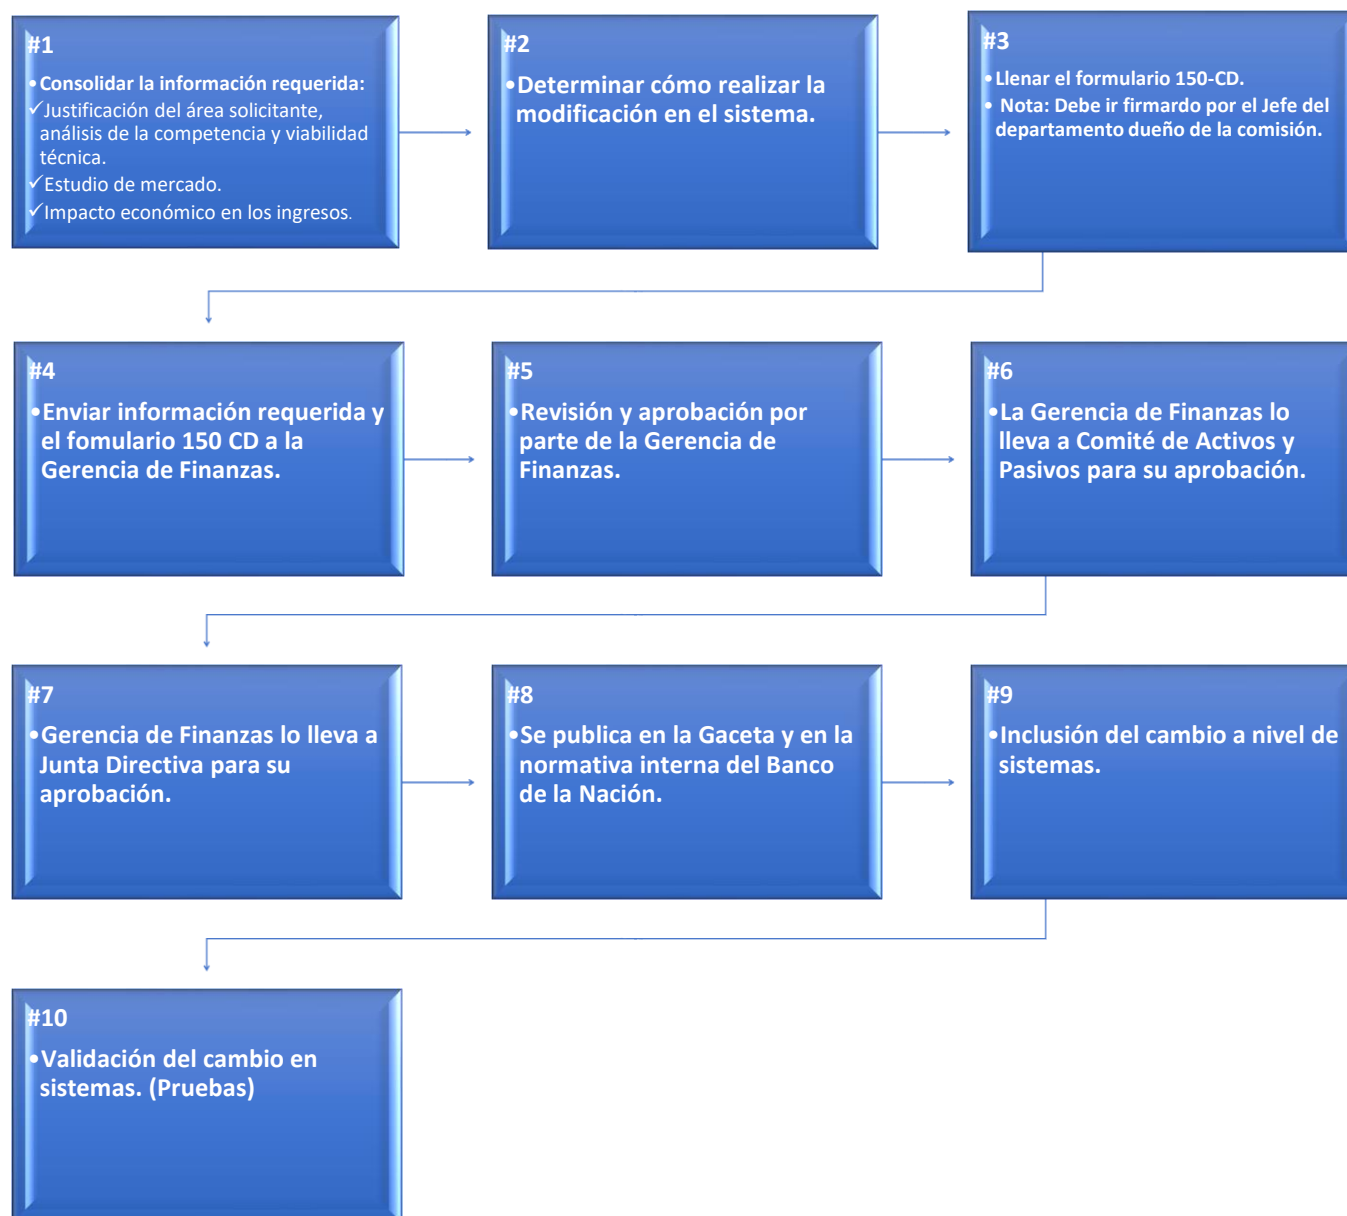 #1
•Consolidar la información requerida:
✓Justificación del área solicitante,
análisis de la competencia y viabilidad
técnica.
✓Estudio de mercado.
✓Impacto económico en los ingresos.
#2
•Determinar cómo realizar la
modificación en el sistema.
#3
•Llenar el formulario 150-CD.
• Nota: Debe ir firmardo por el Jefe del
departamento dueño de la comisión.
#4
•Enviar información requerida y
el fomulario 150 CD a la
Gerencia de Finanzas.
#5
•Revisión y aprobación por
parte de la Gerencia de
Finanzas.
#6
•La Gerencia de Finanzas lo
lleva a Comité de Activos y
Pasivos para su aprobación.
#7
•Gerencia de Finanzas lo lleva a
Junta Directiva para su
aprobación.
#8
•Se publica en la Gaceta y en la
normativa interna del Banco
de la Nación.
#9
•Inclusión del cambio a nivel de
sistemas.
#10
•Validación del cambio en
sistemas. (Pruebas)